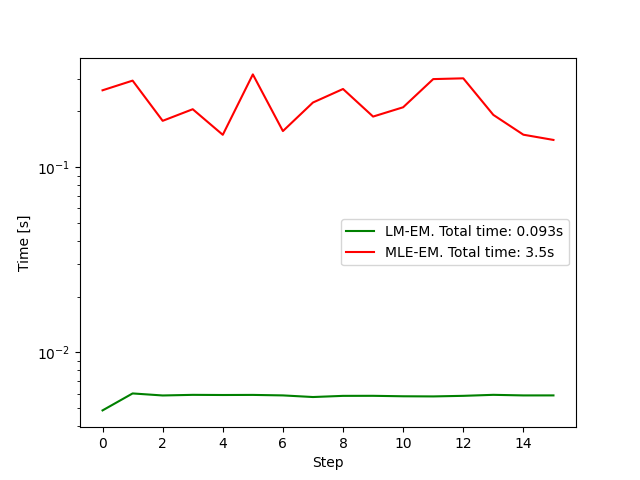 10⁻¹
10⁻²
Time [s]
LM-EM. Total time: 0.093s
MLE-EM. Total time: 3.5s
0 2 4 6 8 10 12 14
Step